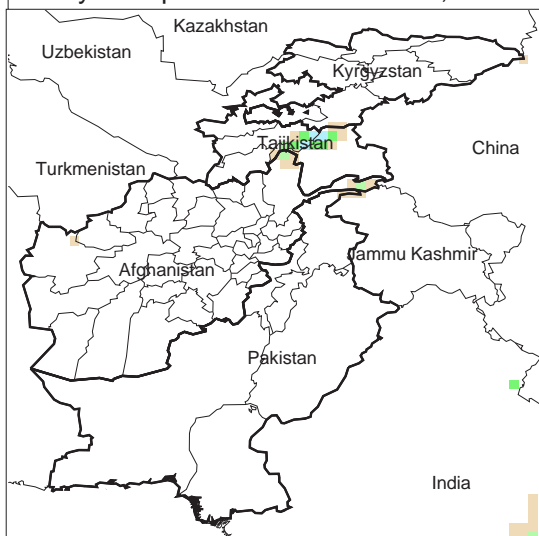 Kazakhstan
Uzbekistan
Kyrgyzstan
Tajikistan
China
Turkmenistan
Jammu Kashmir
Afghanistan
Pakistan
India